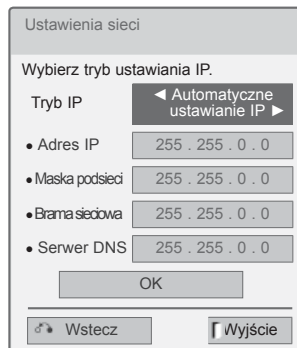 Ustawienia sieci
Wybierz tryb ustawiania IP.
Tryb IP ◄ Automatyczne
ustawianie IP ►
• Adres IP 255 . 255 . 0 . 0
• Maska podsieci 255 . 255 . 0 . 0
• Brama sieciowa 255 . 255 . 0 . 0
• Serwer DNS 255 . 255 . 0 . 0
OK
Wstecz Wyjście